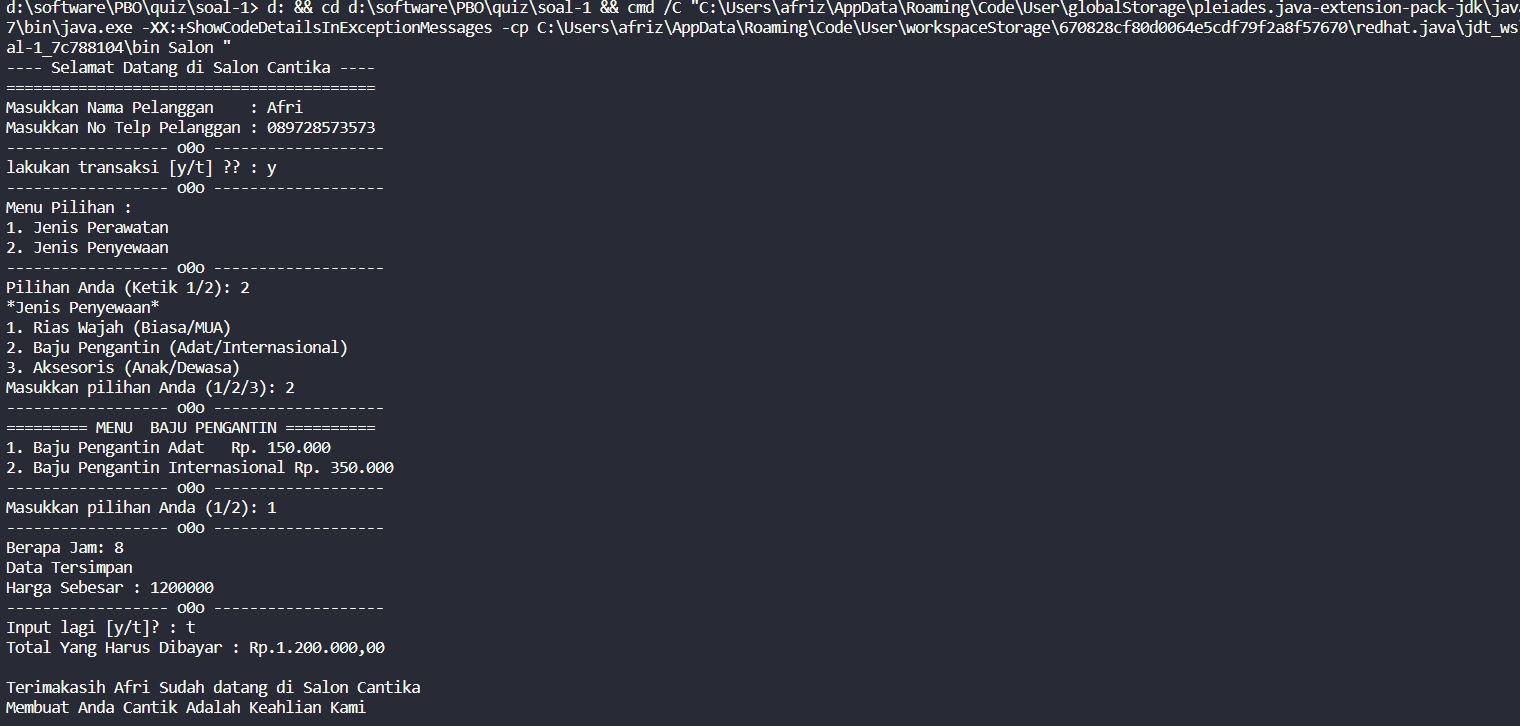 d:\software\PBO\quiz\soal-1> d: && cd d:\software\PBO\quiz\soal-1 && cmd /C "C:\Users\afriz\AppData\Roaming\Code\User\globalStorage\pleiades.java-extension-pack-jdk\java
7\bin\java.exe -XX:+ShowCodeDetailsInExceptionMessages -cp C:\Users\afriz\AppData\Roaming\Code\User\workspaceStorage\670828cf80d0064e5cdf79f2a8f57670\redhat.java\jdt_ws
al-1_7c788104\bin Salon "
---- Selamat Datang di Salon Cantika ----
=========================================
Masukkan Nama Pelanggan    : Afri
Masukkan No Telp Pelanggan : 089728573573
------------------ o0o -------------------
lakukan transaksi [y/t] ?? : y
------------------ o0o -------------------
Menu Pilihan :
1. Jenis Perawatan
2. Jenis Penyewaan
------------------ o0o -------------------
Pilihan Anda (Ketik 1/2): 2
*Jenis Penyewaan*
1. Rias Wajah (Biasa/MUA)
2. Baju Pengantin (Adat/Internasional)
3. Aksesoris (Anak/Dewasa)
Masukkan pilihan Anda (1/2/3): 2
------------------ o0o -------------------
========= MENU  BAJU PENGANTIN ==========
1. Baju Pengantin Adat   Rp. 150.000
2. Baju Pengantin Internasional Rp. 350.000
------------------ o0o -------------------
Masukkan pilihan Anda (1/2): 1
------------------ o0o -------------------
Berapa Jam: 8
Data Tersimpan
Harga Sebesar : 1200000
------------------ o0o -------------------
Input lagi [y/t]? : t
Total Yang Harus Dibayar : Rp.1.200.000,00

Terimakasih Afri Sudah datang di Salon Cantika
Membuat Anda Cantik Adalah Keahlian Kami